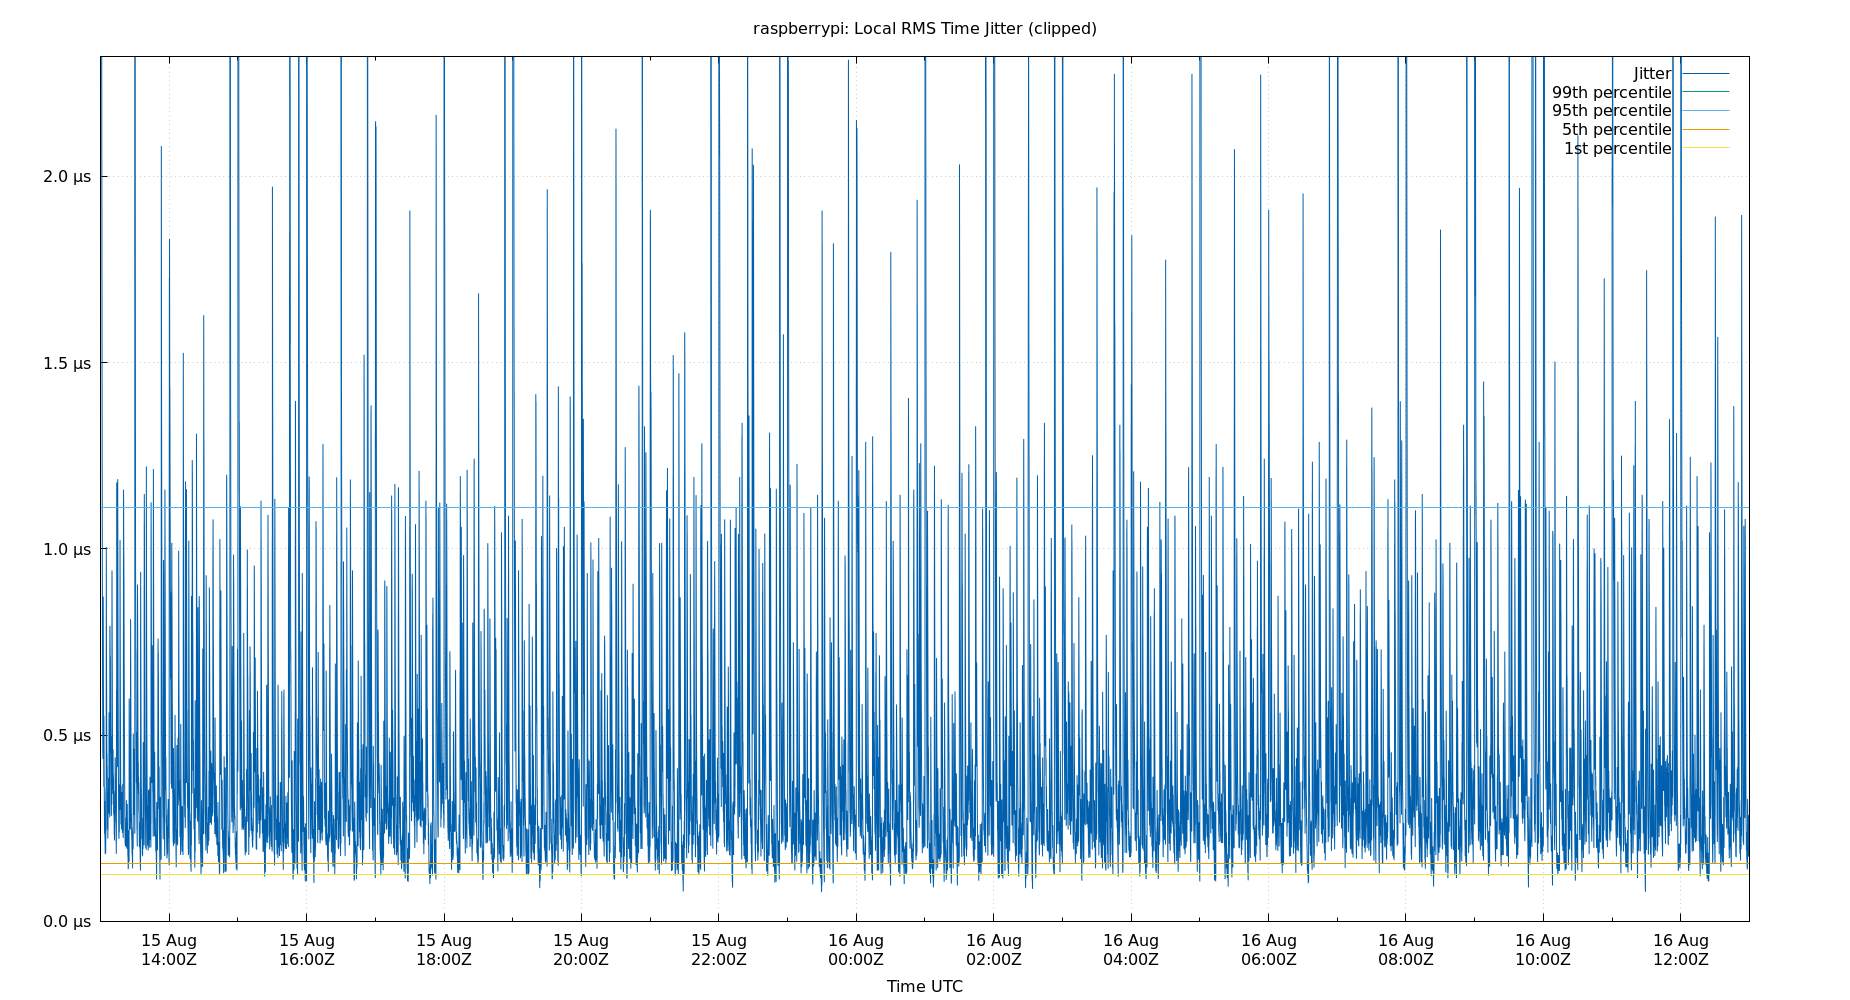 raspberrypi: Local RMS Time Jitter (clipped)
Jitter
99th percentile
95th percentile
5th percentile
1st percentile
2.0 µs
1.5 µs
1.0 µs
0.5 µs
0.0 µs
15 Aug 15 Aug 15 Aug 15 Aug 15 Aug 16 Aug 16 Aug 16 Aug 16 Aug 16 Aug 16 Aug 16 Aug
14:00Z 16:00Z 18:00Z 20:00Z 22:00Z 00:00Z 02:00Z 04:00Z 06:00Z 08:00Z 10:00Z 12:00Z
Time UTC